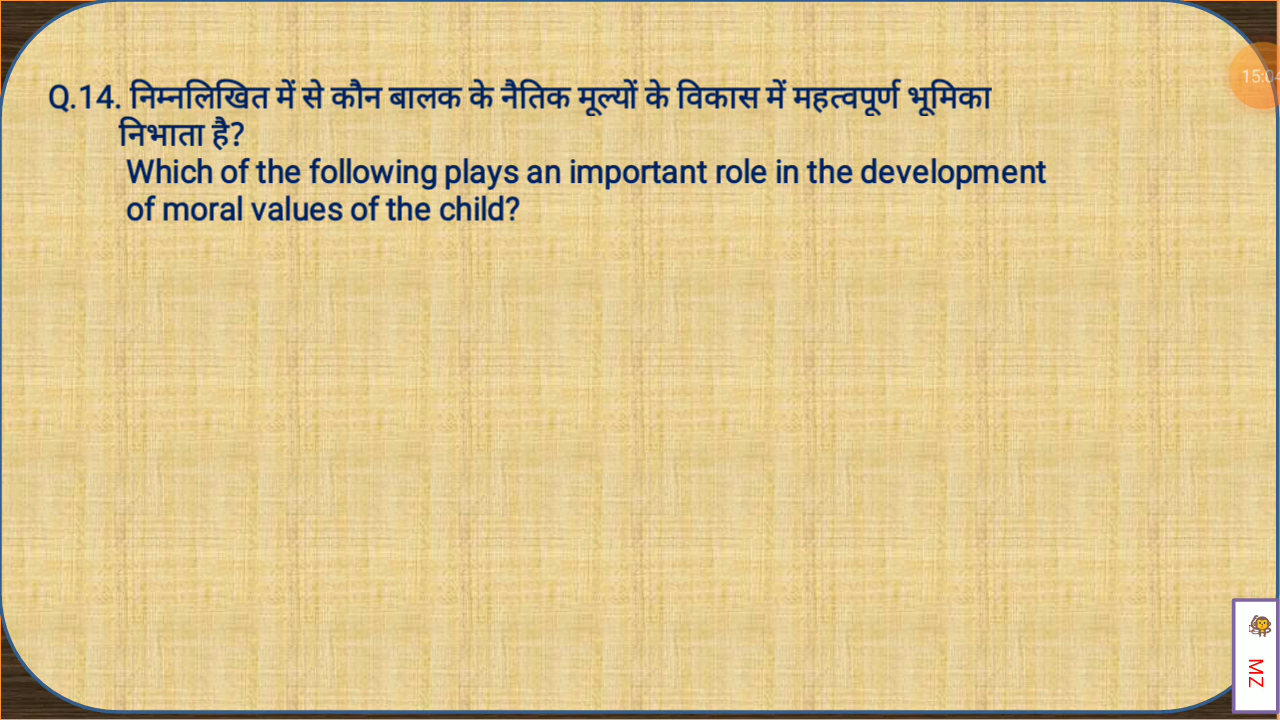 Q.14. निम्नलिखित में से कौन बालक के नैतिक मूल्यों के विकास में महत्वपूर्ण भूमिका
निभाता है?
Which of the following plays an important role in the development
of moral values of the child?
15:04
MZ